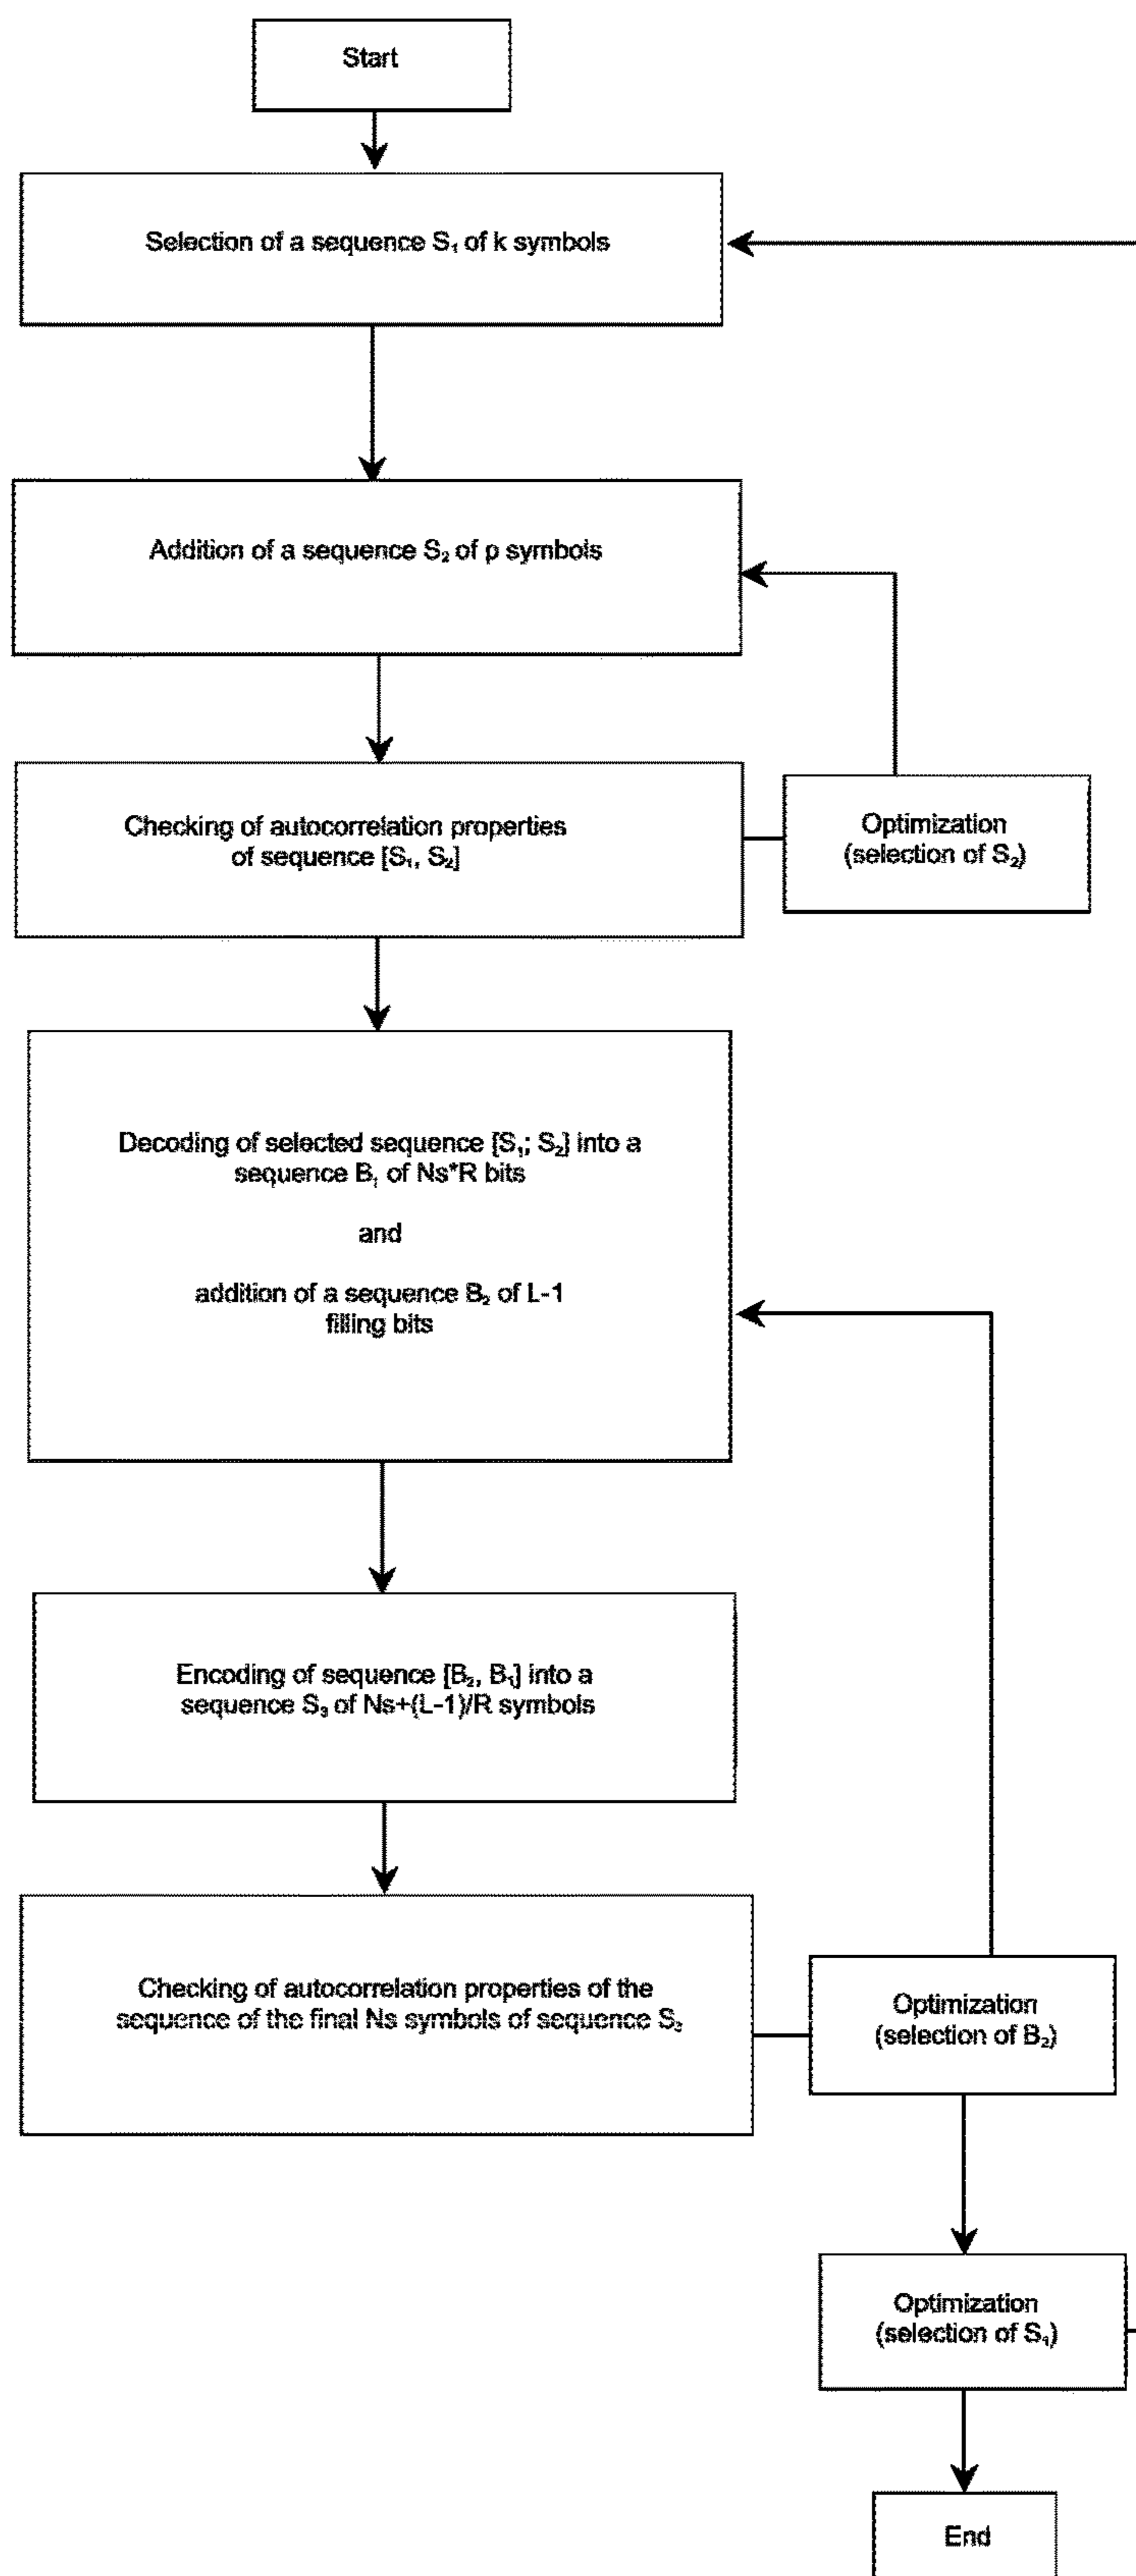 Start
Selection of a sequence S₁ of k symbols
Addition of a sequence S₂ of p symbols
Checking of autocorrelation properties
of sequence [S₁, S₂]
Optimization
(selection of S₂)
Decoding of selected sequence [S₁; S₂] into a
sequence B₁ of Ns*R bits
and
addition of a sequence B₂ of L-1
filling bits
Encoding of sequence [B₂, B₁] into a
sequence S₃ of Ns+(L-1)/R symbols
Checking of autocorrelation properties of the
sequence of the final Ns symbols of sequence S₃
Optimization
(selection of B₂)
Optimization
(selection of S₁)
End